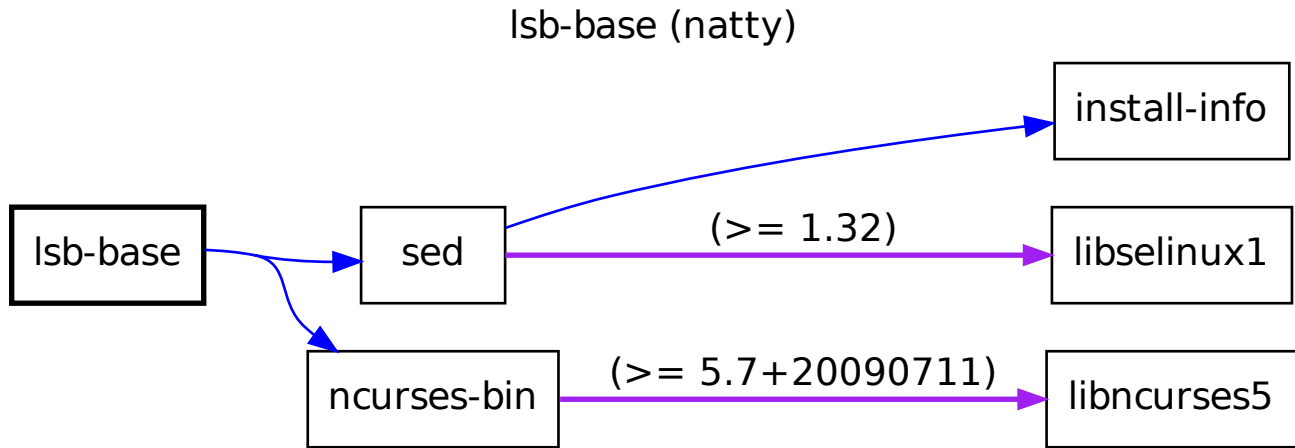 lsb-base (natty)
install-info
(>= 1.32)
lsb-base
sed
libselinux1
(>= 5.7+20090711)
ncurses-bin
libncurses5